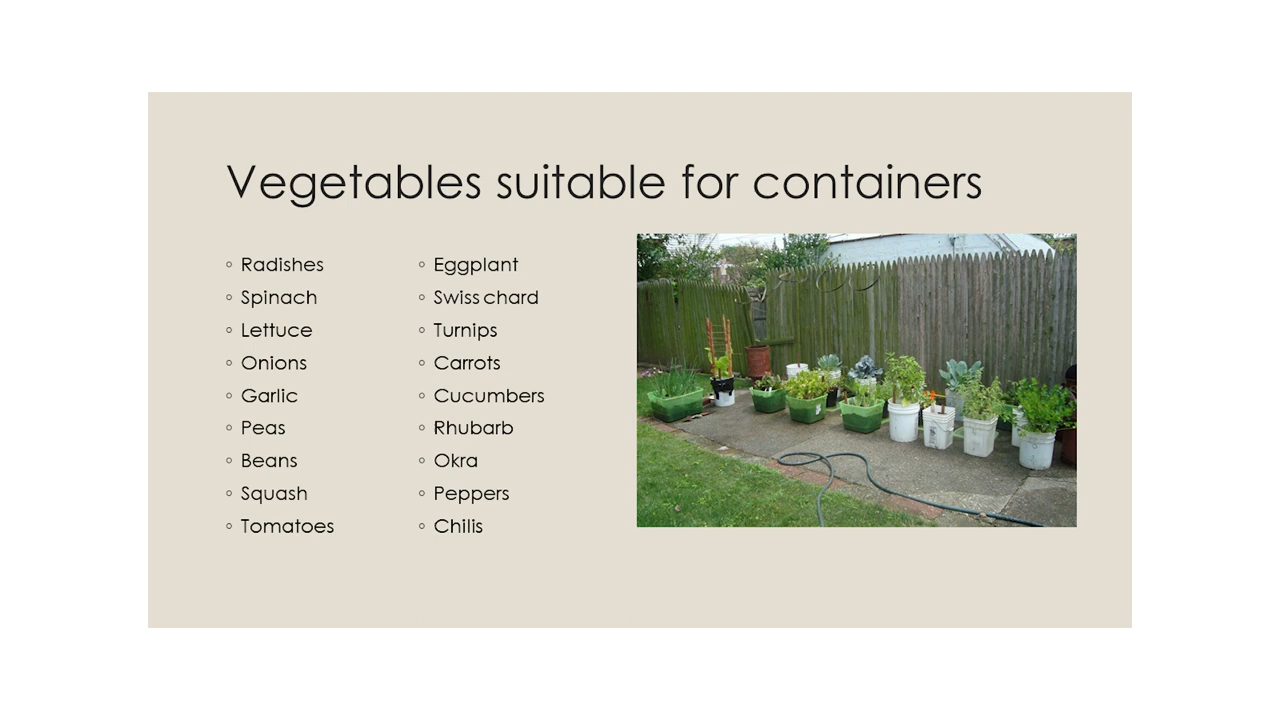 Vegetables suitable for containers
◦ Radishes
◦ Spinach
◦ Lettuce
◦ Onions
◦ Garlic
◦ Peas
◦ Beans
◦ Squash
◦ Tomatoes
◦ Eggplant
◦ Swiss chard
◦ Turnips
◦ Carrots
◦ Cucumbers
◦ Rhubarb
◦ Okra
◦ Peppers
◦ Chilis